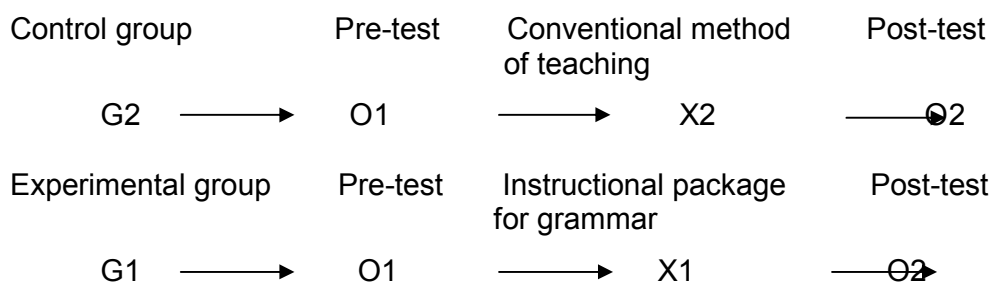 Control group Pre-test Conventional method Post-test
of teaching
G2 O1 X2 O2
Experimental group Pre-test Instructional package Post-test
for grammar
G1 O1 X1 O2